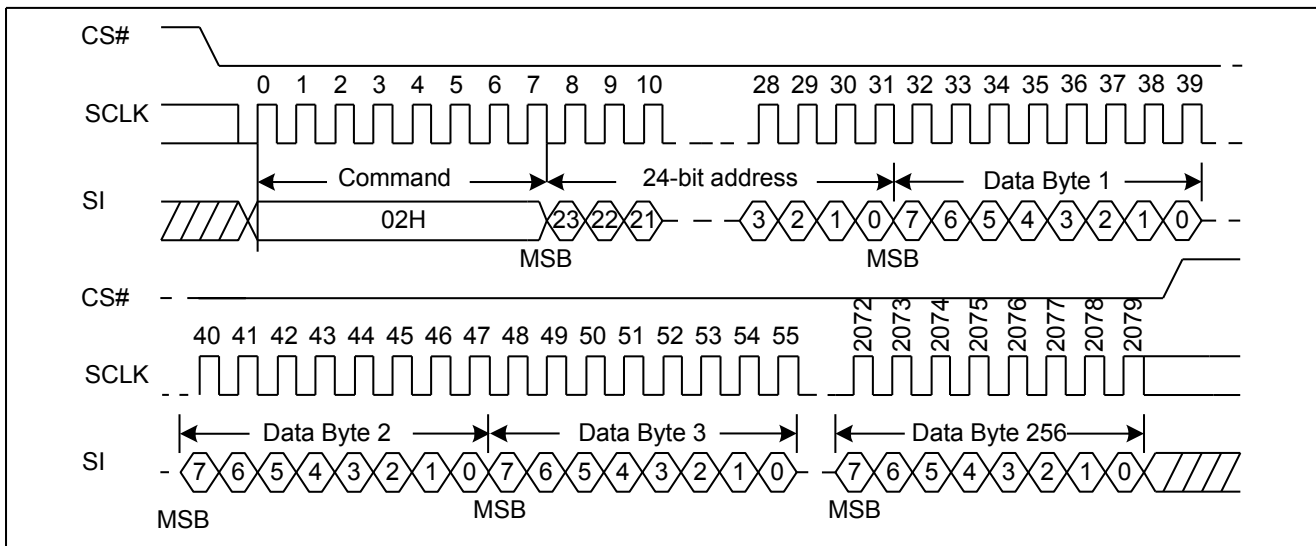 CS#
0 1 2 3 4 5 6 7 8 9 10 28 29 30 31 32 33 34 35 36 37 38 39
SCLK
Command 24-bit address Data Byte 1
SI
02H 23 22 21 3 2 1 0 7 6 5 4 3 2 1 0
MSB MSB
CS#
40 41 42 43 44 45 46 47 48 49 50 51 52 53 54 55 2072 2073 2074 2075 2076 2077 2078 2079
SCLK
Data Byte 2 Data Byte 3 Data Byte 256
SI
7 6 5 4 3 2 1 0 7 6 5 4 3 2 1 0 7 6 5 4 3 2 1 0
MSB MSB MSB